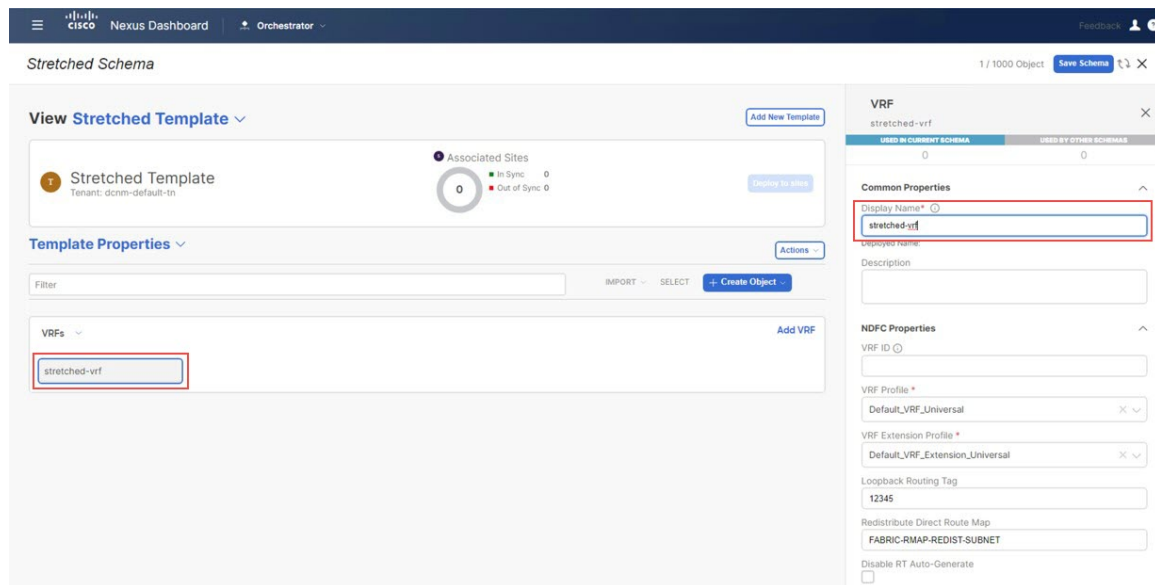 cisco Nexus Dashboard Orchestrator Feedback
Stretched Schema 1 / 1000 Object Save Schema
View Stretched Template Add New Template
T Stretched Template
Tenant: dcnm-default-tn
Associated Sites
0
In Sync 0
Out of Sync 0
Deploy to sites
Template Properties Actions
Filter IMPORT SELECT + Create Object
VRFs Add VRF
stretched-vrf
VRF
stretched-vrf
USED IN CURRENT SCHEMA USED BY OTHER SCHEMAS
0 0
Common Properties
Display Name*
stretched-vrf
Deployed Name:
Description
NDFC Properties
VRF ID
VRF Profile *
Default_VRF_Universal
VRF Extension Profile *
Default_VRF_Extension_Universal
Loopback Routing Tag
12345
Redistribute Direct Route Map
FABRIC-RMAP-REDIST-SUBNET
Disable RT Auto-Generate